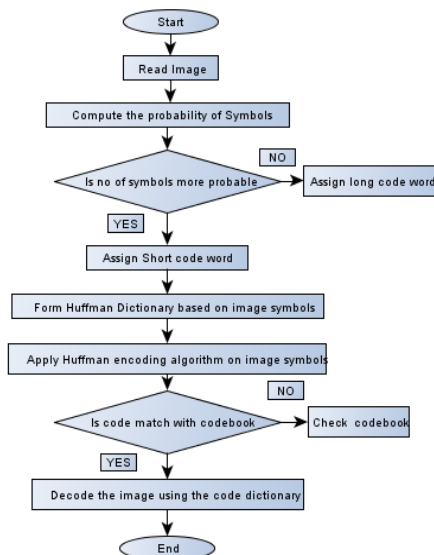 Start
Read Image
Compute the probability of Symbols
NO
Is no of symbols more probable
Assign long code word
YES
Assign Short code word
Form Huffman Dictionary based on image symbols
Apply Huffman encoding algorithm on image symbols
NO
Is code match with codebook
Check codebook
YES
Decode the image using the code dictionary
End